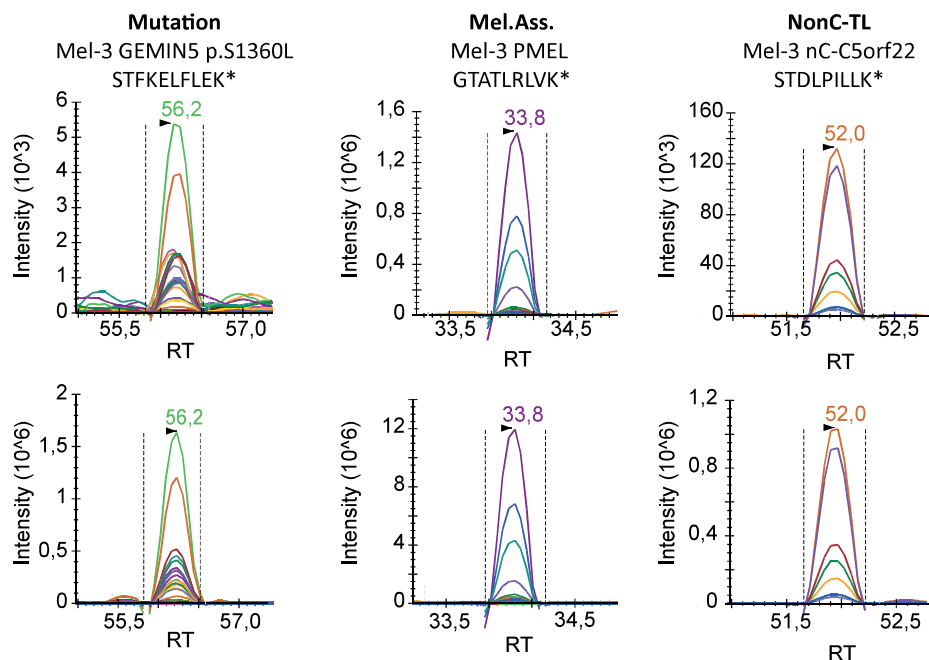 Mutation
Mel-3 GEMIN5 p.S1360L
STFKELFLEK*
Mel.Ass.
Mel-3 PMEL
GTATLRLVK*
NonC-TL
Mel-3 nC-C5orf22
STDLPILLK*
Intensity (10^3)
6
5
4
3
2
1
0
56,2
55,5
57,0
RT
Intensity (10^6)
1,6
1,2
0,8
0,4
0
33,8
33,5
34,5
RT
Intensity (10^3)
160
120
80
40
0
52,0
51,5
52,5
RT
Intensity (10^6)
2
1,5
1
0,5
0
56,2
55,5
57,0
RT
Intensity (10^6)
12
8
4
0
33,8
33,5
34,5
RT
Intensity (10^6)
1,2
0.8
0.4
0
52,0
51,5
52,5
RT